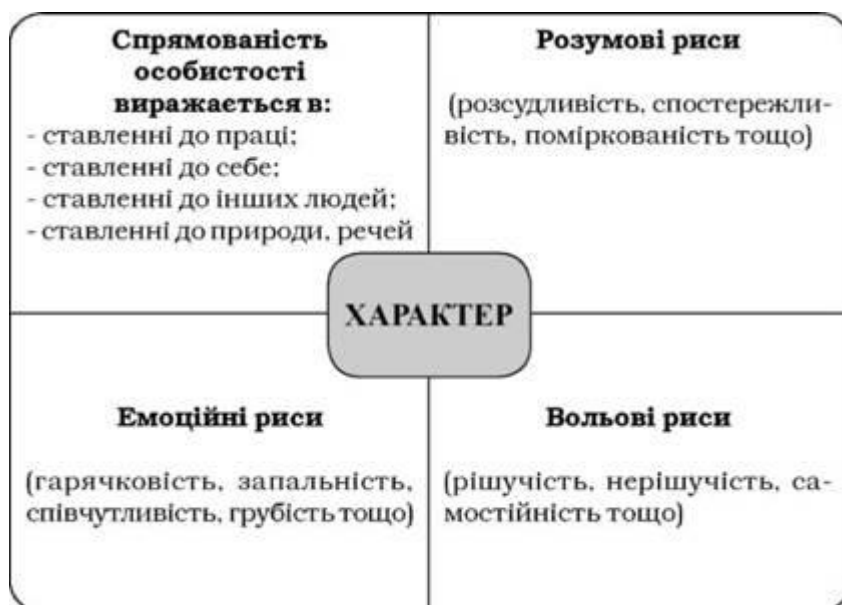 Спрямованість
особистості
виражається в:
- ставленні до праці;
- ставленні до себе;
- ставленні до інших людей;
- ставленні до природи, речей
Розумові риси
(розсудливість, спостережли-
вість, поміркованість тощо)
ХАРАКТЕР
Емоційні риси
(гарячковість, запальність,
співчутливість, грубість тощо)
Вольові риси
(рішучість, нерішучість, са-
мостійність тощо)